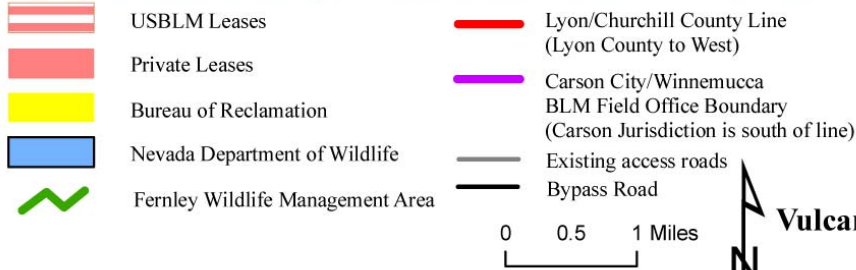 USBLM Leases
Private Leases
Bureau of Reclamation
Nevada Department of Wildlife
Fernley Wildlife Management Area
Lyon/Churchill County Line
(Lyon County to West)
Carson City/Winnemucca
BLM Field Office Boundary
(Carson Jurisdiction is south of line)
Existing access roads
Bypass Road
0 0.5 1 Miles
N